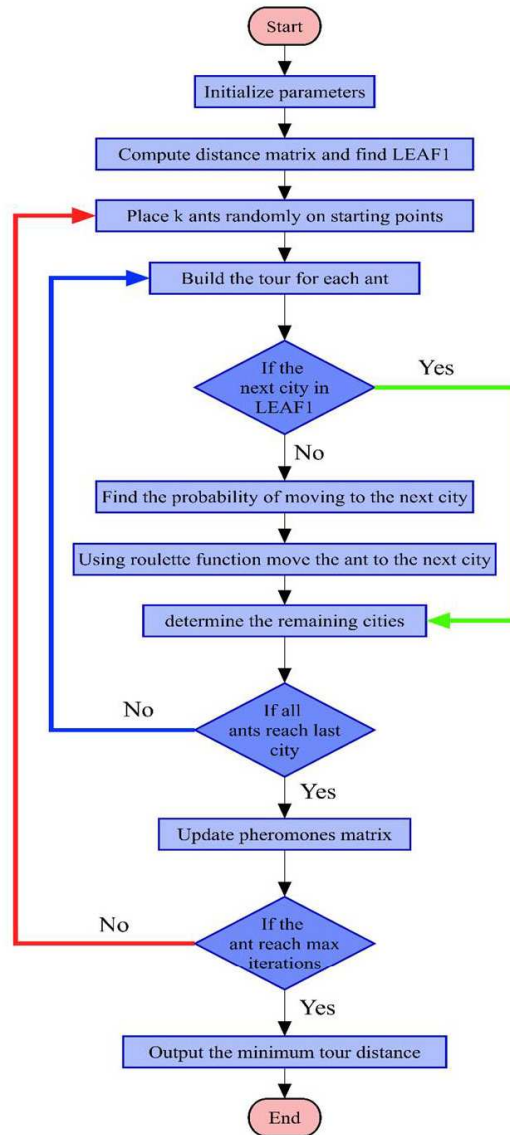 Start
Initialize parameters
Compute distance matrix and find LEAF1
Place k ants randomly on starting points
Build the tour for each ant
If the
next city in
LEAF1
Yes
No
Find the probability of moving to the next city
Using roulette function move the ant to the next city
determine the remaining cities
If all
ants reach last
city
No
Yes
Update pheromones matrix
If the
ant reach max
iterations
No
Yes
Output the minimum tour distance
End